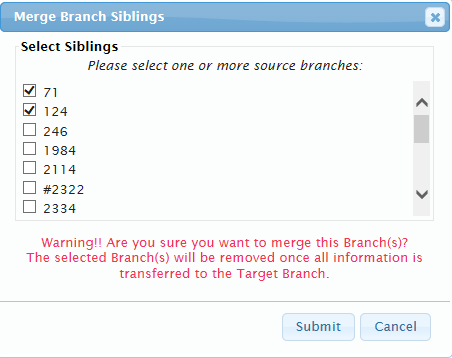 Merge Branch Siblings
Select Siblings
Please select one or more source branches:
71
124
246
1984
2114
#2322
2334
Warning!! Are you sure you want to merge this Branch(s)?
The selected Branch(s) will be removed once all information is
transferred to the Target Branch.
Submit Cancel